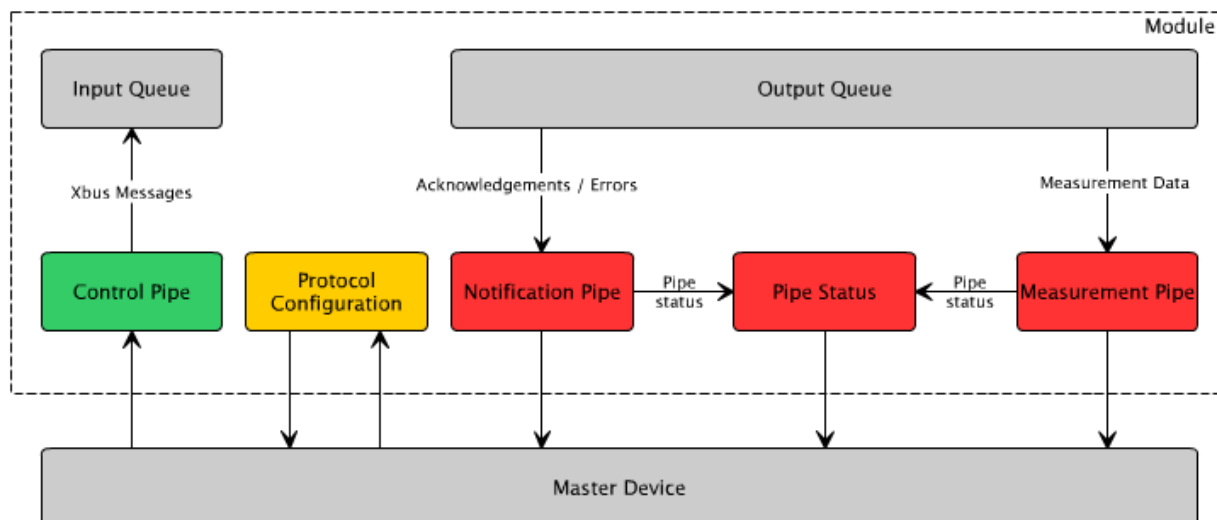 Module
Input Queue
Output Queue
Xbus Messages
Acknowledgements / Errors
Measurement Data
Control Pipe
Protocol
Configuration
Notification Pipe
Pipe
status
Pipe Status
Pipe
status
Measurement Pipe
Master Device